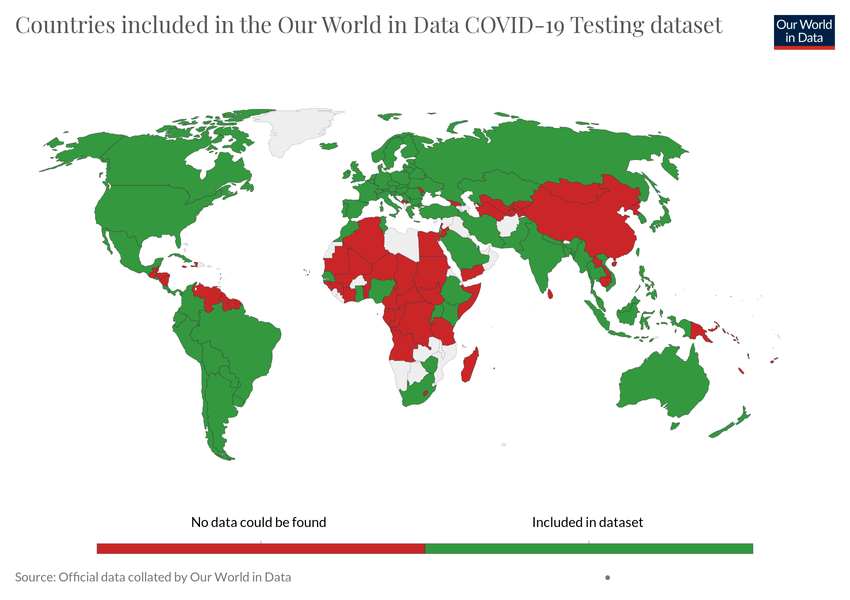 Countries included in the Our World in Data COVID-19 Testing dataset
Our World
in Data
No data could be found
Included in dataset
Source: Official data collated by Our World in Data